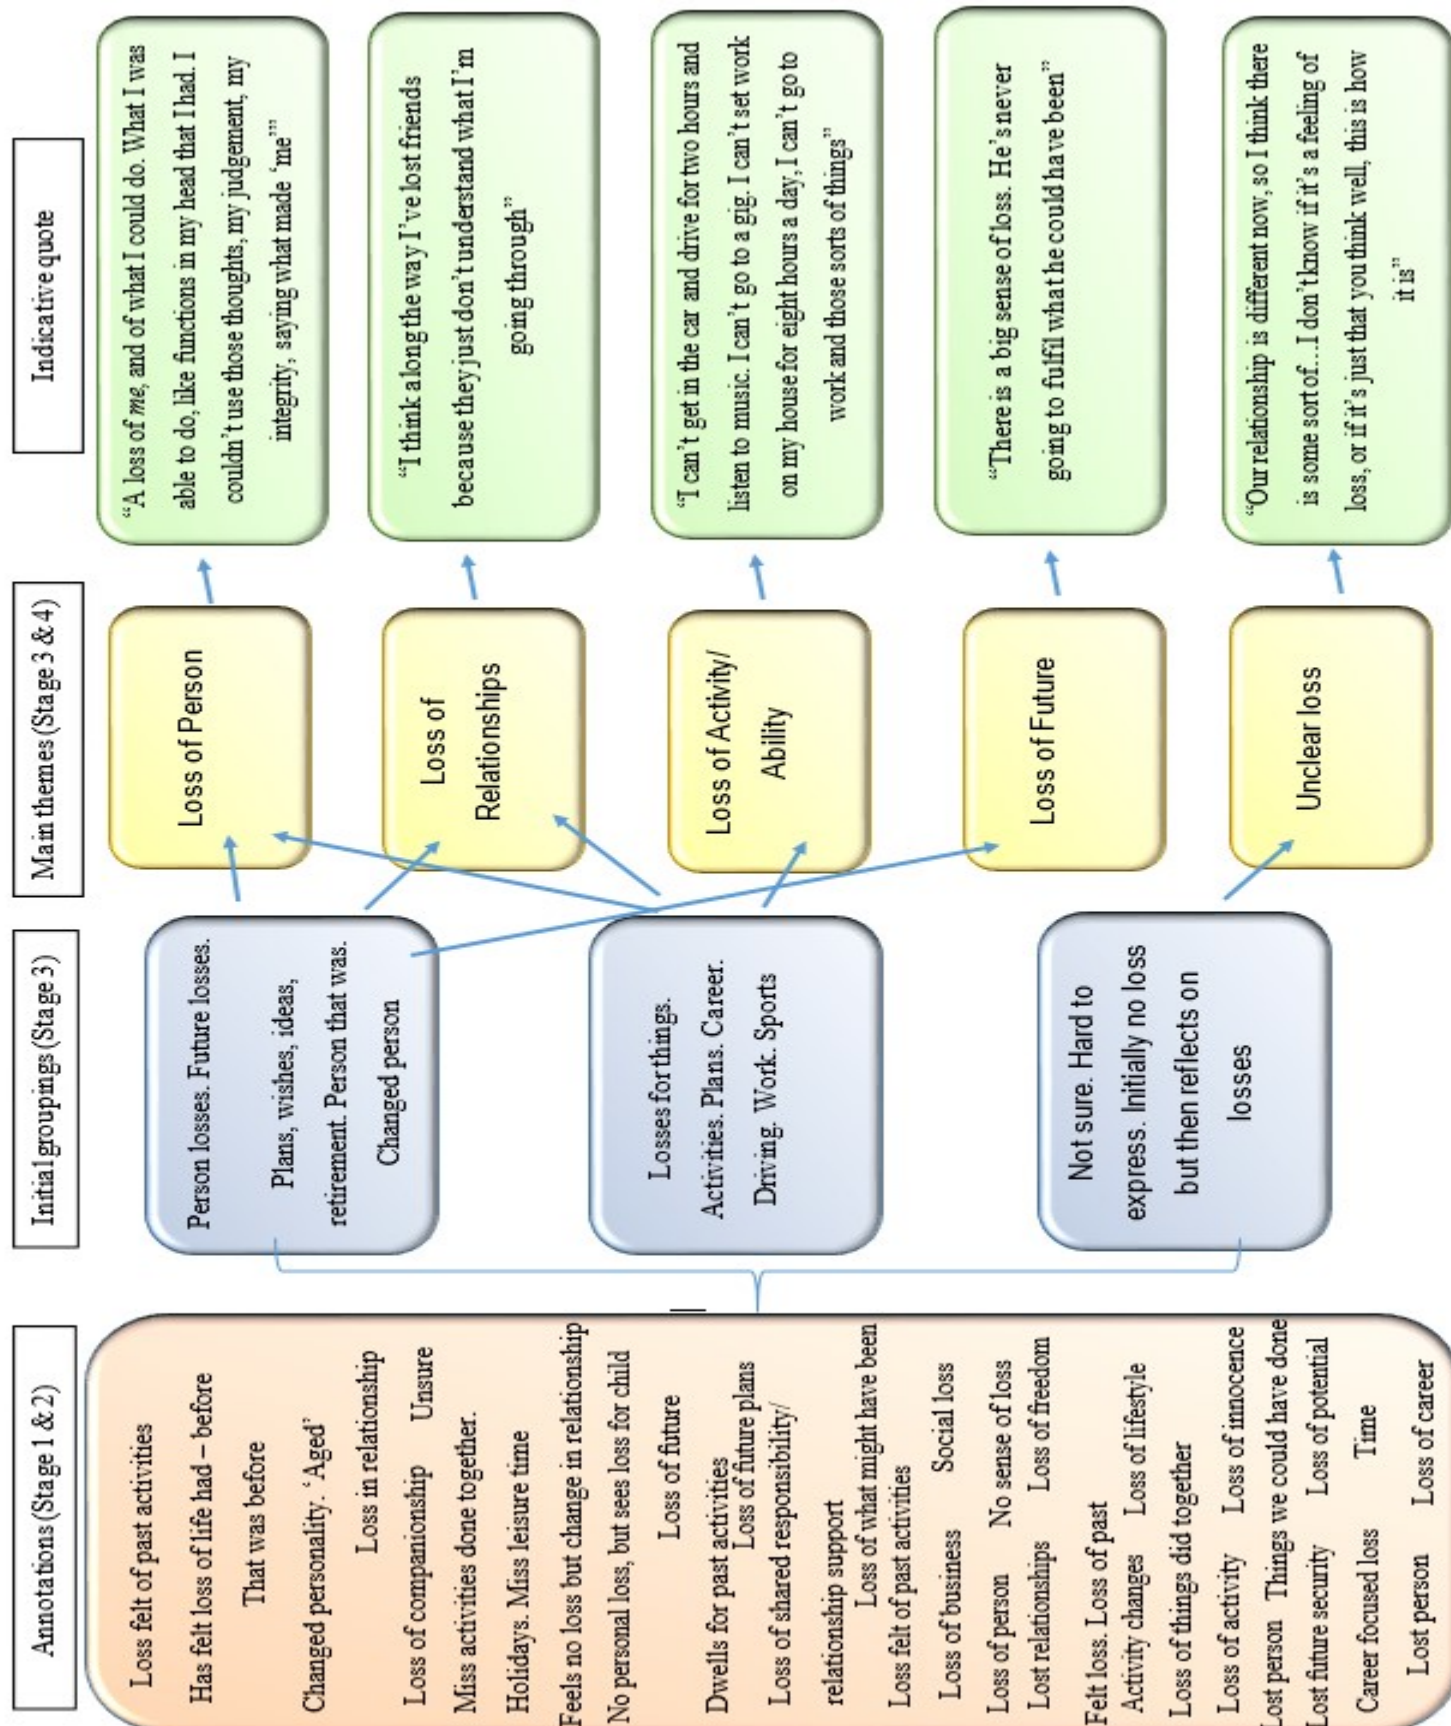 Annotations (Stage 1 & 2)
Loss felt of past activities
Has felt loss of life had – before
That was before
Changed personality. ‘Aged’
Loss in relationship
Loss of companionship Unsure
Miss activities done together.
Holidays. Miss leisure time
Feels no loss but change in relationship
No personal loss, but sees loss for child
Loss of future
Dwells for past activities
Loss of future plans
Loss of shared responsibility/
relationship support
Loss of what might have been
Loss felt of past activities
Loss of business Social loss
Loss of person No sense of loss
Lost relationships Loss of freedom
Felt loss. Loss of past
Activity changes Loss of lifestyle
Loss of things did together
Loss of activity Loss of innocence
Lost person Things we could have done
Lost future security Loss of potential
Career focused loss Time
Lost person Loss of career
Initial groupings (Stage 3)
Person losses. Future losses.
Plans, wishes, ideas,
retirement. Person that was.
Changed person
Losses for things.
Activities. Plans. Career.
Driving. Work. Sports
Not sure. Hard to
express. Initially no loss
but then reflects on
losses
Main themes (Stage 3 & 4)
Loss of Person
Loss of
Relationships
Loss of Activity/
Ability
Loss of Future
Unclear loss
Indicative quote
“A loss of me, and of what I could do. What I was
able to do, like functions in my head that I had. I
couldn’t use those thoughts, my judgement, my
integrity, saying what made ‘me’”
“I think along the way I’ve lost friends
because they just don’t understand what I’m
going through”
“I can’t get in the car and drive for two hours and
listen to music. I can’t go to a gig. I can’t set work
on my house for eight hours a day, I can’t go to
work and those sorts of things”
“There is a big sense of loss. He’s never
going to fulfil what he could have been”
“Our relationship is different now, so I think there
is some sort of…I don’t know if it’s a feeling of
loss, or if it’s just that you think well, this is how
it is”